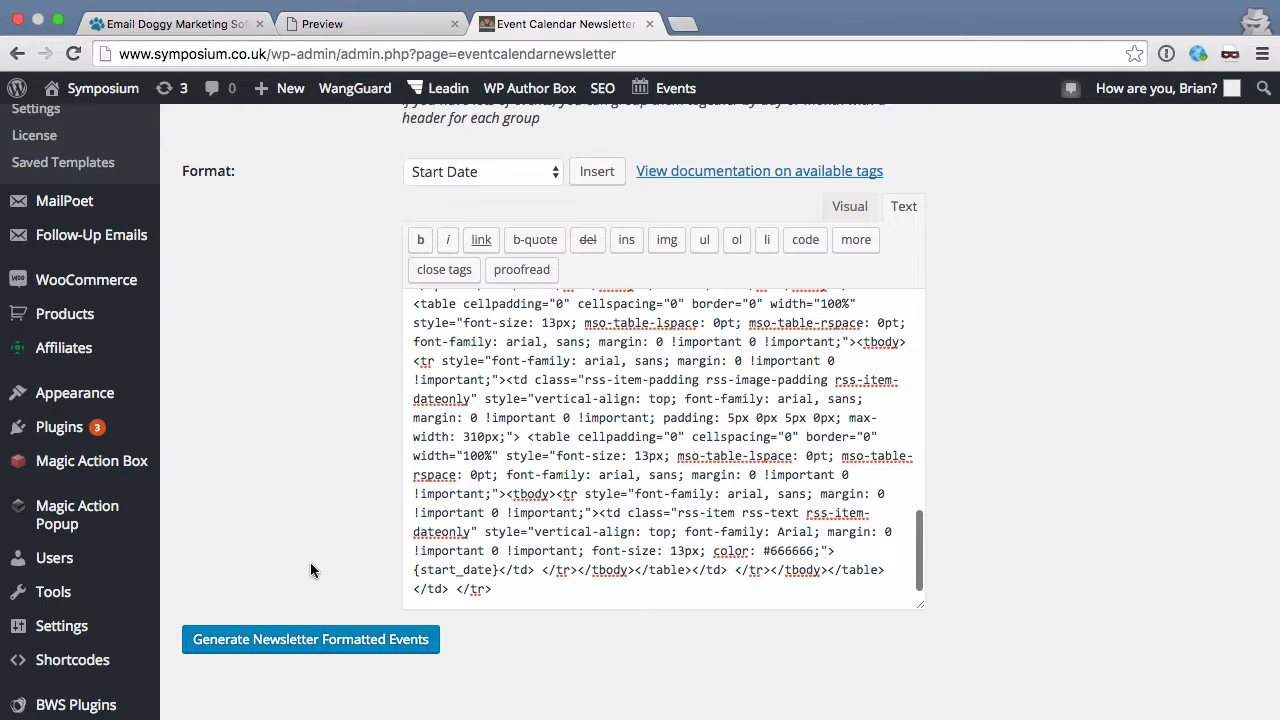 Email Doggy Marketing Sof
Preview
Event Calendar Newsletter
www.symposium.co.uk/wp-admin/admin.php?page=eventcalendarnewsletter
Symposium 3 0 New WangGuard Leadin WP Author Box SEO Events How are you, Brian?
Settings
License
Saved Templates
MailPoet
Follow-Up Emails
WooCommerce
Products
Affiliates
Appearance
Plugins 3
Magic Action Box
Magic Action
Popup
Users
Tools
Settings
Shortcodes
BWS Plugins
header for each group
Format:
Start Date
Insert
View documentation on available tags
Visual Text
b i link b-quote del ins img ul ol li code more
close tags proofread
<table cellpadding="0" cellspacing="0" border="0" width="100%"
style="font-size: 13px; mso-table-lspace: 0pt; mso-table-rspace: 0pt;
font-family: arial, sans; margin: 0 !important 0 !important;"><tbody>
<tr style="font-family: arial, sans; margin: 0 !important 0
!important;"><td class="rss-item-padding rss-image-padding rss-item-
dateonly" style="vertical-align: top; font-family: arial, sans;
margin: 0 !important 0 !important; padding: 5px 0px 5px 0px; max-
width: 310px;"> <table cellpadding="0" cellspacing="0" border="0"
width="100%" style="font-size: 13px; mso-table-lspace: 0pt; mso-table-
rspace: 0pt; font-family: arial, sans; margin: 0 !important 0
!important;"><tbody><tr style="font-family: arial, sans; margin: 0
!important 0 !important;"><td class="rss-item rss-text rss-item-
dateonly" style="vertical-align: top; font-family: Arial; margin: 0
!important 0 !important; font-size: 13px; color: #666666;">
{start_date}</td> </tr></tbody></table></td> </tr></tbody></table>
</td> </tr>
Generate Newsletter Formatted Events